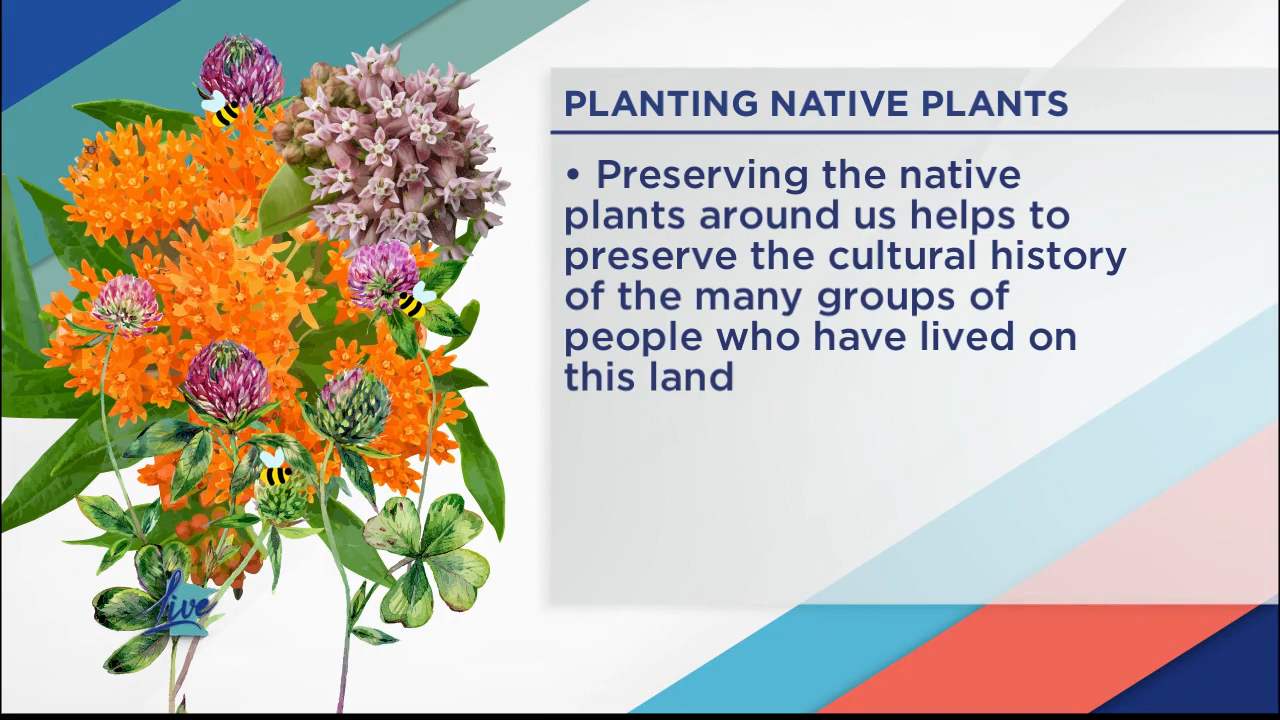 PLANTING NATIVE PLANTS
• Preserving the native
plants around us helps to
preserve the cultural history
of the many groups of
people who have lived on
this land
Live